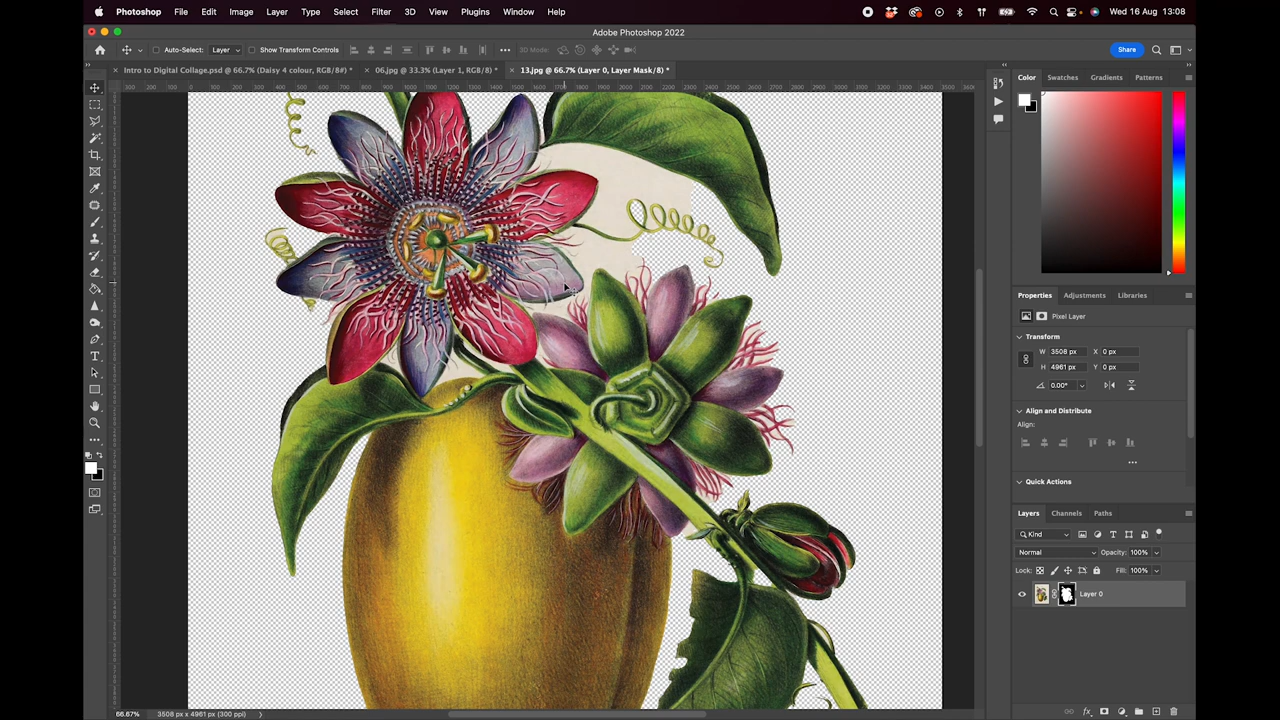 Photoshop File Edit Image Layer Type Select Filter 3D View Plugins Window Help Wed 16 Aug 13:08
Adobe Photoshop 2022
Auto-Select: Layer Show Transform Controls 3D Mode: Share
Intro to Digital Collage.psd @ 66.7% (Daisy 4 colour, RGB/8#) * 06.jpg @ 33.3% (Layer 1, RGB/8) * 13.jpg @ 66.7% (Layer 0, Layer Mask/8) *
Color Swatches Gradients Patterns
Properties Adjustments Libraries
Pixel Layer
Transform
W 3508 px X 0 px
H 4961 px Y 0 px
0.00°
Align and Distribute
Align:
Quick Actions
Layers Channels Paths
Kind
Normal Opacity: 100%
Lock: Fill: 100%
Layer 0
66.67% 3508 px x 4961 px (300 ppi)